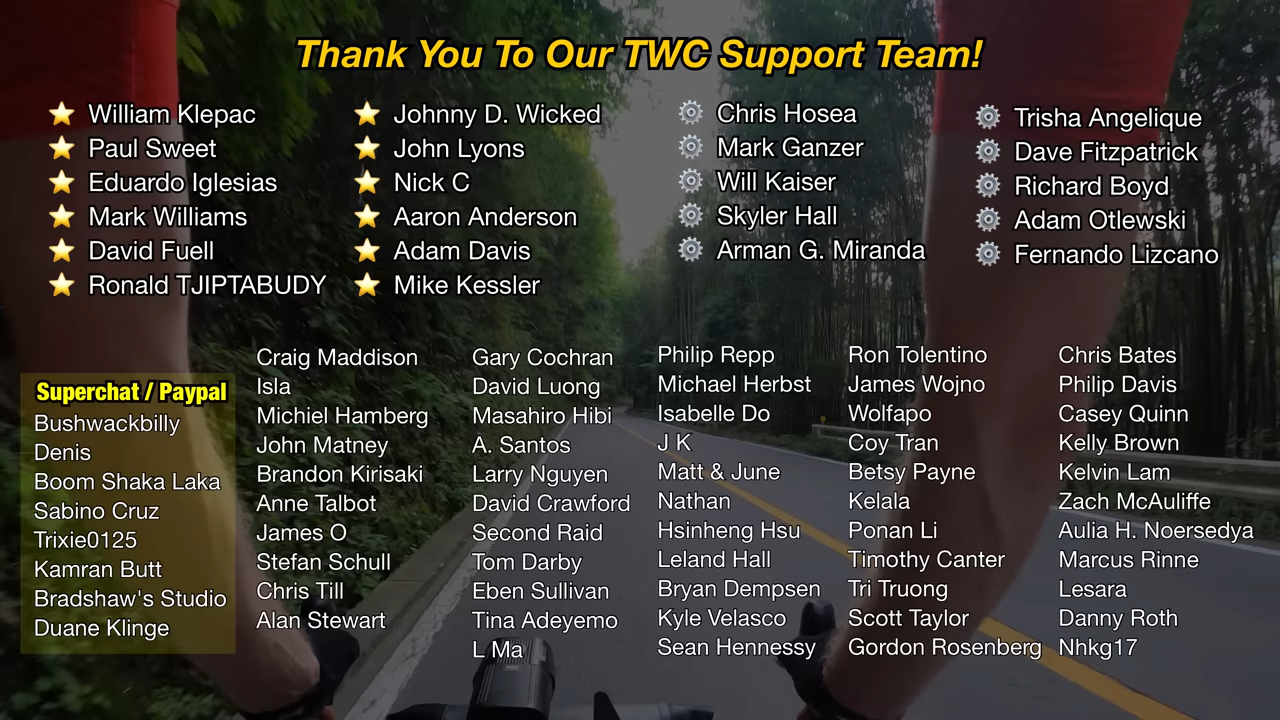 Thank You To Our TWC Support Team!
William Klepac
Paul Sweet
Eduardo Iglesias
Mark Williams
David Fuell
Ronald TJIPTABUDY
Johnny D. Wicked
John Lyons
Nick C
Aaron Anderson
Adam Davis
Mike Kessler
Chris Hosea
Mark Ganzer
Will Kaiser
Skyler Hall
Arman G. Miranda
Trisha Angelique
Dave Fitzpatrick
Richard Boyd
Adam Otlewski
Fernando Lizcano
Superchat / Paypal
Bushwackbilly
Denis
Boom Shaka Laka
Sabino Cruz
Trixie0125
Kamran Butt
Bradshaw's Studio
Duane Klinge
Craig Maddison
Isla
Michiel Hamberg
John Matney
Brandon Kirisaki
Anne Talbot
James O
Stefan Schull
Chris Till
Alan Stewart
Gary Cochran
David Luong
Masahiro Hibi
A. Santos
Larry Nguyen
David Crawford
Second Raid
Tom Darby
Eben Sullivan
Tina Adeyemo
L Ma
Philip Repp
Michael Herbst
Isabelle Do
J K
Matt & June
Nathan
Hsinheng Hsu
Leland Hall
Bryan Dempsen
Kyle Velasco
Sean Hennessy
Ron Tolentino
James Wojno
Wolfapo
Coy Tran
Betsy Payne
Kelala
Ponan Li
Timothy Canter
Tri Truong
Scott Taylor
Gordon Rosenberg
Chris Bates
Philip Davis
Casey Quinn
Kelly Brown
Kelvin Lam
Zach McAuliffe
Aulia H. Noersedya
Marcus Rinne
Lesara
Danny Roth
Nhkg17